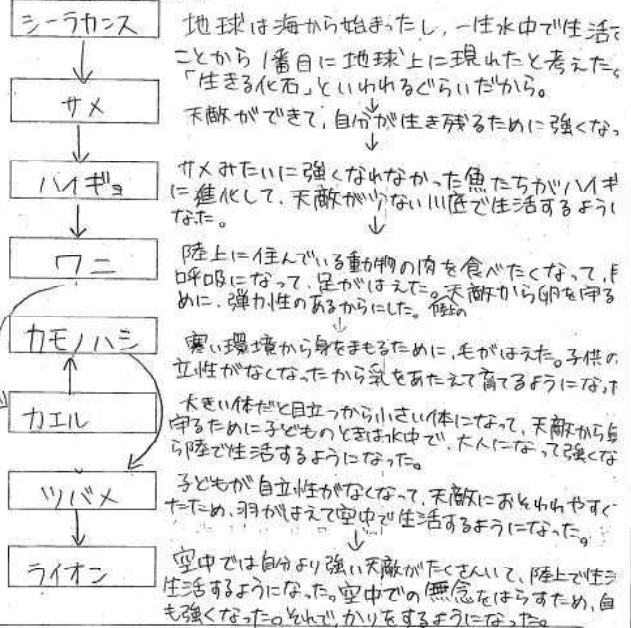 シーラカンス
地球は海から始まったし、一生水中で生活で
ことから1番目に地球上に現れたと考えた。
「生きる化石」といわれるぐらいだから。
サメ
天敵ができて、自分が生き残るために強くなっ
ハイギョ
サメみたいに強くなれなかった魚たちがハイギ
に進化して、天敵が少ない川底で生活するよう
なった。
ワニ
陸上に住んでいる動物の肉を食べたくなって、
呼吸になって、足がはえた。天敵から卵を守る
めに、弾力性のあるからにした。
陸上の
カモノハシ
寒い環境から身をまもるために、毛がはえた。子供の
立性がなくなったから乳をあたえて育てるようになっ
カエル
大きい体だと目立つから小さい体になって、天敵から
守るために子どものときは水中で、大人になって強くな
ら陸で生活するようになった。
ツバメ
子どもが自立性がなくなって、天敵におそわれやすく
たため、羽がはえて空中で生活するようになった。
ライオン
空中では自分より強い天敵がたくさんいて、陸上で生
生活するようになった。空中での無念をはらすため、自
も強くなった。それで、かりをするようになった。